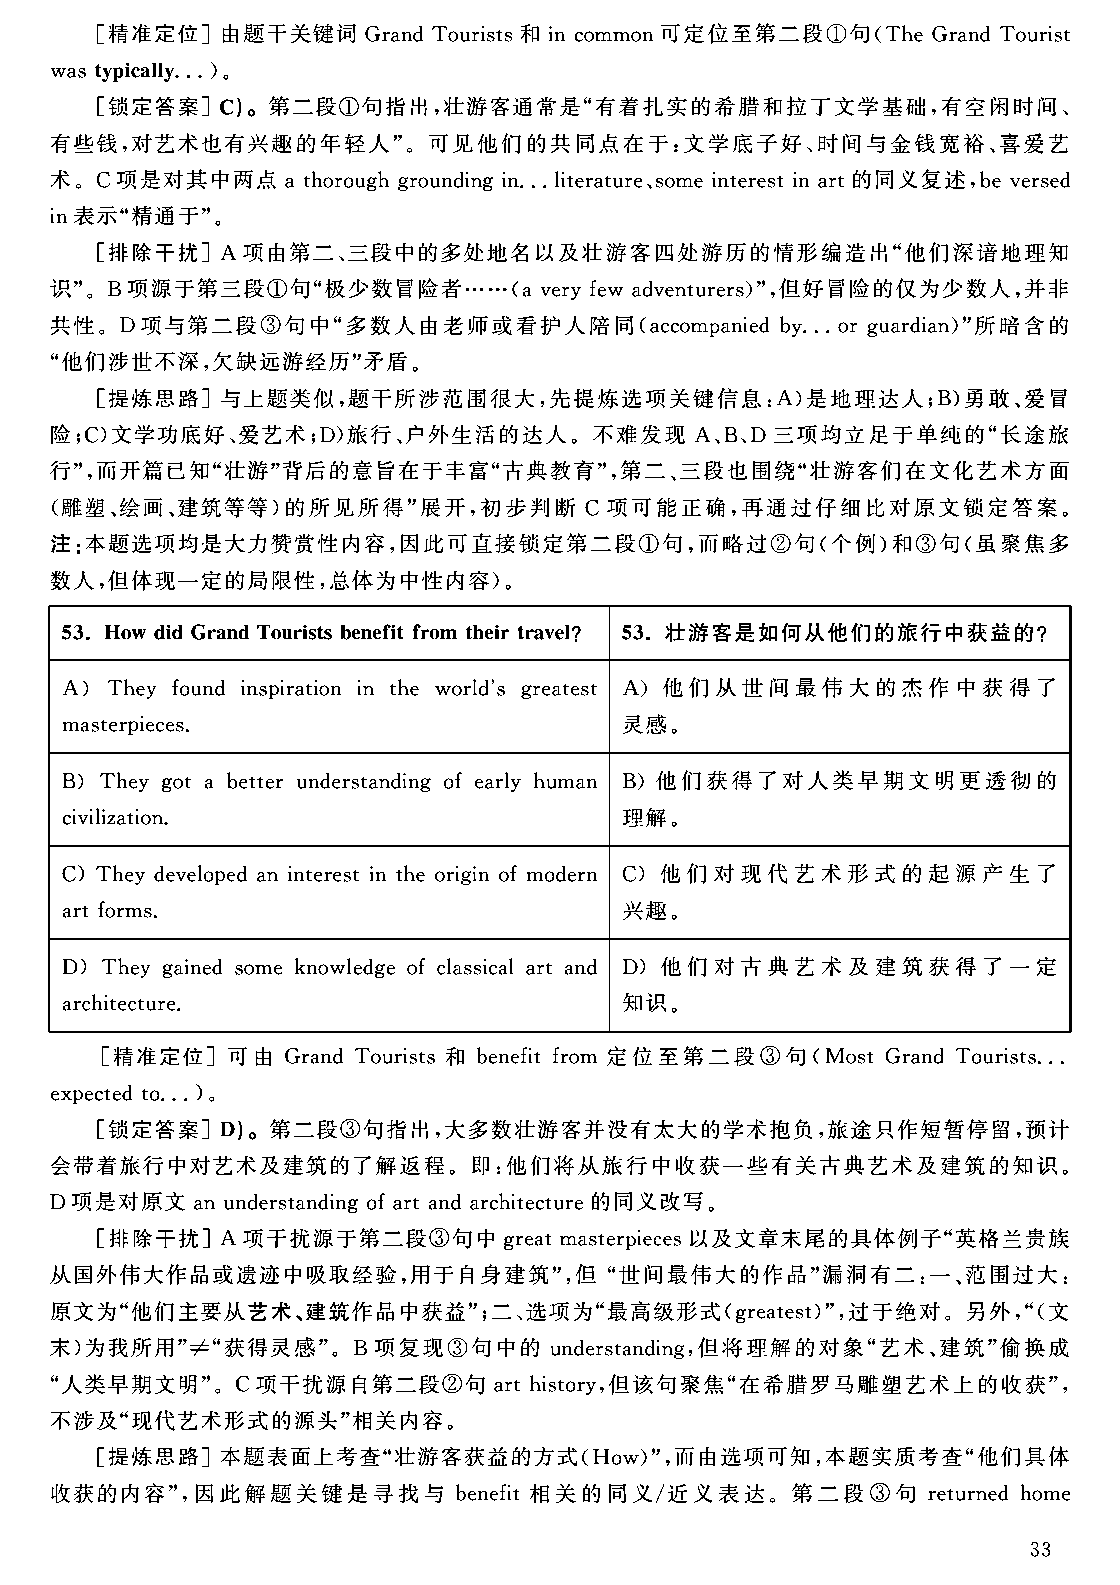 [精准定位] 由题干关键词 Grand Tourists 和 in common 可定位至第二段①句(The Grand Tourist
was typically...)。
[锁定答案] C)。第二段①句指出,壮游客通常是“有着扎实的希腊和拉丁文学基础,有空闲时间、
有些钱,对艺术也有兴趣的年轻人”。可见他们的共同点在于:文学底子好、时间与金钱宽裕、喜爱艺
术。C项是对其中两点 a thorough grounding in...literature、some interest in art 的同义复述,be versed
in 表示“精通于”。
[排除干扰] A 项由第二、三段中的多处地名以及壮游客四处游历的情形编造出“他们深谙地理知
识”。B项源于第三段①句“极少数冒险者……(a very few adventurers)”,但好冒险的仅为少数人,并非
共性。D项与第二段③句中“多数人由老师或看护人陪同(accompanied by...or guardian)”所暗含的
“他们涉世不深,欠缺远游经历”矛盾。
[提炼思路] 与上题类似,题干所涉范围很大,先提炼选项关键信息:A)是地理达人;B)勇敢、爱冒
险;C)文学功底好、爱艺术;D)旅行、户外生活的达人。不难发现 A、B、D 三项均立足于单纯的“长途旅
行”,而开篇已知“壮游”背后的意旨在于丰富“古典教育”,第二、三段也围绕“壮游客们在文化艺术方面
(雕塑、绘画、建筑等等)的所见所得”展开,初步判断 C 项可能正确,再通过仔细比对原文锁定答案。
注:本题选项均是大力赞赏性内容,因此可直接锁定第二段①句,而略过②句(个例)和③句(虽聚焦多
数人,但体现一定的局限性,总体为中性内容)。
53. How did Grand Tourists benefit from their travel?
53. 壮游客是如何从他们的旅行中获益的?
A) They found inspiration in the world's greatest
masterpieces.
A) 他们从世间最伟大的杰作中获得了
灵感。
B) They got a better understanding of early human
civilization.
B) 他们获得了对人类早期文明更透彻的
理解。
C) They developed an interest in the origin of modern
art forms.
C) 他们对现代艺术形式的起源产生了
兴趣。
D) They gained some knowledge of classical art and
architecture.
D) 他们对古典艺术及建筑获得了一定
知识。
[精准定位] 可由 Grand Tourists 和 benefit from 定位至第二段③句(Most Grand Tourists...
expected to...)。
[锁定答案] D)。第二段③句指出,大多数壮游客并没有太大的学术抱负,旅途只作短暂停留,预计
会带着旅行中对艺术及建筑的了解返程。即:他们将从旅行中收获一些有关古典艺术及建筑的知识。
D项是对原文 an understanding of art and architecture 的同义改写。
[排除干扰] A 项干扰源于第二段③句中 great masterpieces 以及文章末尾的具体例子“英格兰贵族
从国外伟大作品或遗迹中吸取经验,用于自身建筑”,但 “世间最伟大的作品”漏洞有二:一、范围过大:
原文为“他们主要从艺术、建筑作品中获益”;二、选项为“最高级形式(greatest)”,过于绝对。另外,“(文
末)为我所用”≠“获得灵感”。B 项复现③句中的 understanding,但将理解的对象“艺术、建筑”偷换成
“人类早期文明”。C项干扰源自第二段②句 art history,但该句聚焦“在希腊罗马雕塑艺术上的收获”,
不涉及“现代艺术形式的源头”相关内容。
[提炼思路] 本题表面上考查“壮游客获益的方式(How)”,而由选项可知,本题实质考查“他们具体
收获的内容”,因此解题关键是寻找与 benefit 相关的同义/近义表达。第二段③句 returned home
33